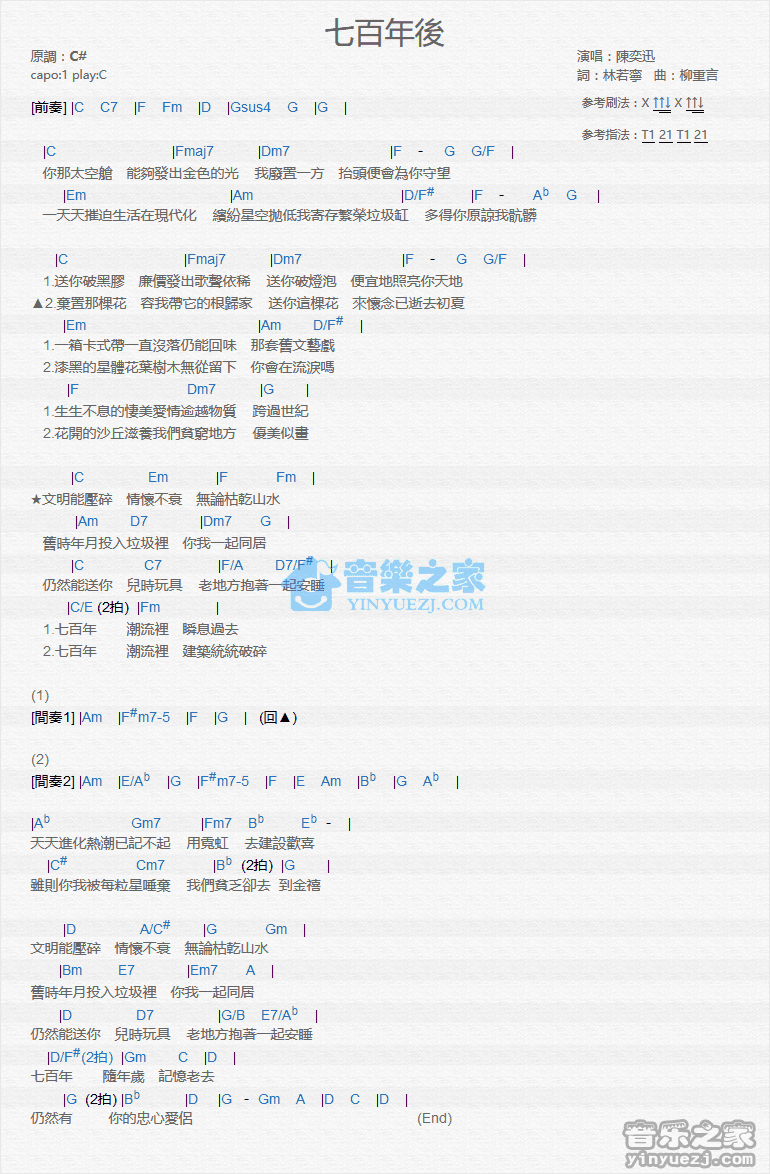 七百年後
原調：C#
演唱：陳奕迅
capo:1 play:C
詞：林若寧 曲：柳重言
[前奏] |C C7 |F Fm |D |Gsus4 G |G |
參考刷法：X ↑↑↓ X ↑↑↓
參考指法：T1 21 T1 21
|C |Fmaj7 |Dm7 |F - G G/F |
你那太空艙 能夠發出金色的光 我廢置一方 抬頭便會為你守望
|Em |Am |D/F# |F - Ab G |
一天天摧迫生活在現代化 繽紛星空拋低我寄存繁榮垃圾缸 多得你原諒我骯髒
|C |Fmaj7 |Dm7 |F - G G/F |
1.送你破黑膠 廉價發出歌聲依稀 送你破燈泡 便宜地照亮你天地
▲2.棄置那棵花 容我帶它的根歸家 送你這棵花 來懷念已逝去初夏
|Em |Am D/F# |
1.一箱卡式帶一直沒落仍能回味 那套舊文藝戲
2.漆黑的星體花葉樹木無從留下 你會在流淚嗎
|F Dm7 |G |
1.生生不息的悽美愛情逾越物質 跨過世紀
2.花開的沙丘滋養我們貧窮地方 優美似畫
|C Em |F Fm |
★文明能壓碎 情懷不衰 無論枯乾山水
|Am D7 |Dm7 G |
舊時年月投入垃圾裡 你我一起同居
|C C7 |F/A D7/F# |
仍然能送你 兒時玩具 老地方抱著一起安睡
音樂之家
YINYUEZJ.COM
|C/E (2拍) |Fm |
1.七百年 潮流裡 瞬息過去
2.七百年 潮流裡 建築統統破碎
(1)
[間奏1] |Am |F#m7-5 |F |G | (回▲)
(2)
[間奏2] |Am |E/Ab |G |F#m7-5 |F |E Am |Bb |G Ab |
|Ab Gm7 |Fm7 Bb Eb - |
天天進化熱潮已記不起 用霓虹 去建設歡喜
|C# Cm7 |Bb (2拍) |G |
雖則你我被每粒星唾棄 我們貧乏卻去 到金禧
|D A/C# |G Gm |
文明能壓碎 情懷不衰 無論枯乾山水
|Bm E7 |Em7 A |
舊時年月投入垃圾裡 你我一起同居
|D D7 |G/B E7/Ab |
仍然能送你 兒時玩具 老地方抱著一起安睡
|D/F#(2拍) |Gm C |D |
七百年 隨年歲 記憶老去
|G (2拍) |Bb |D |G - Gm A |D C |D |
仍然有 你的忠心愛侶 (End)
音乐之家
yinyuezj.com